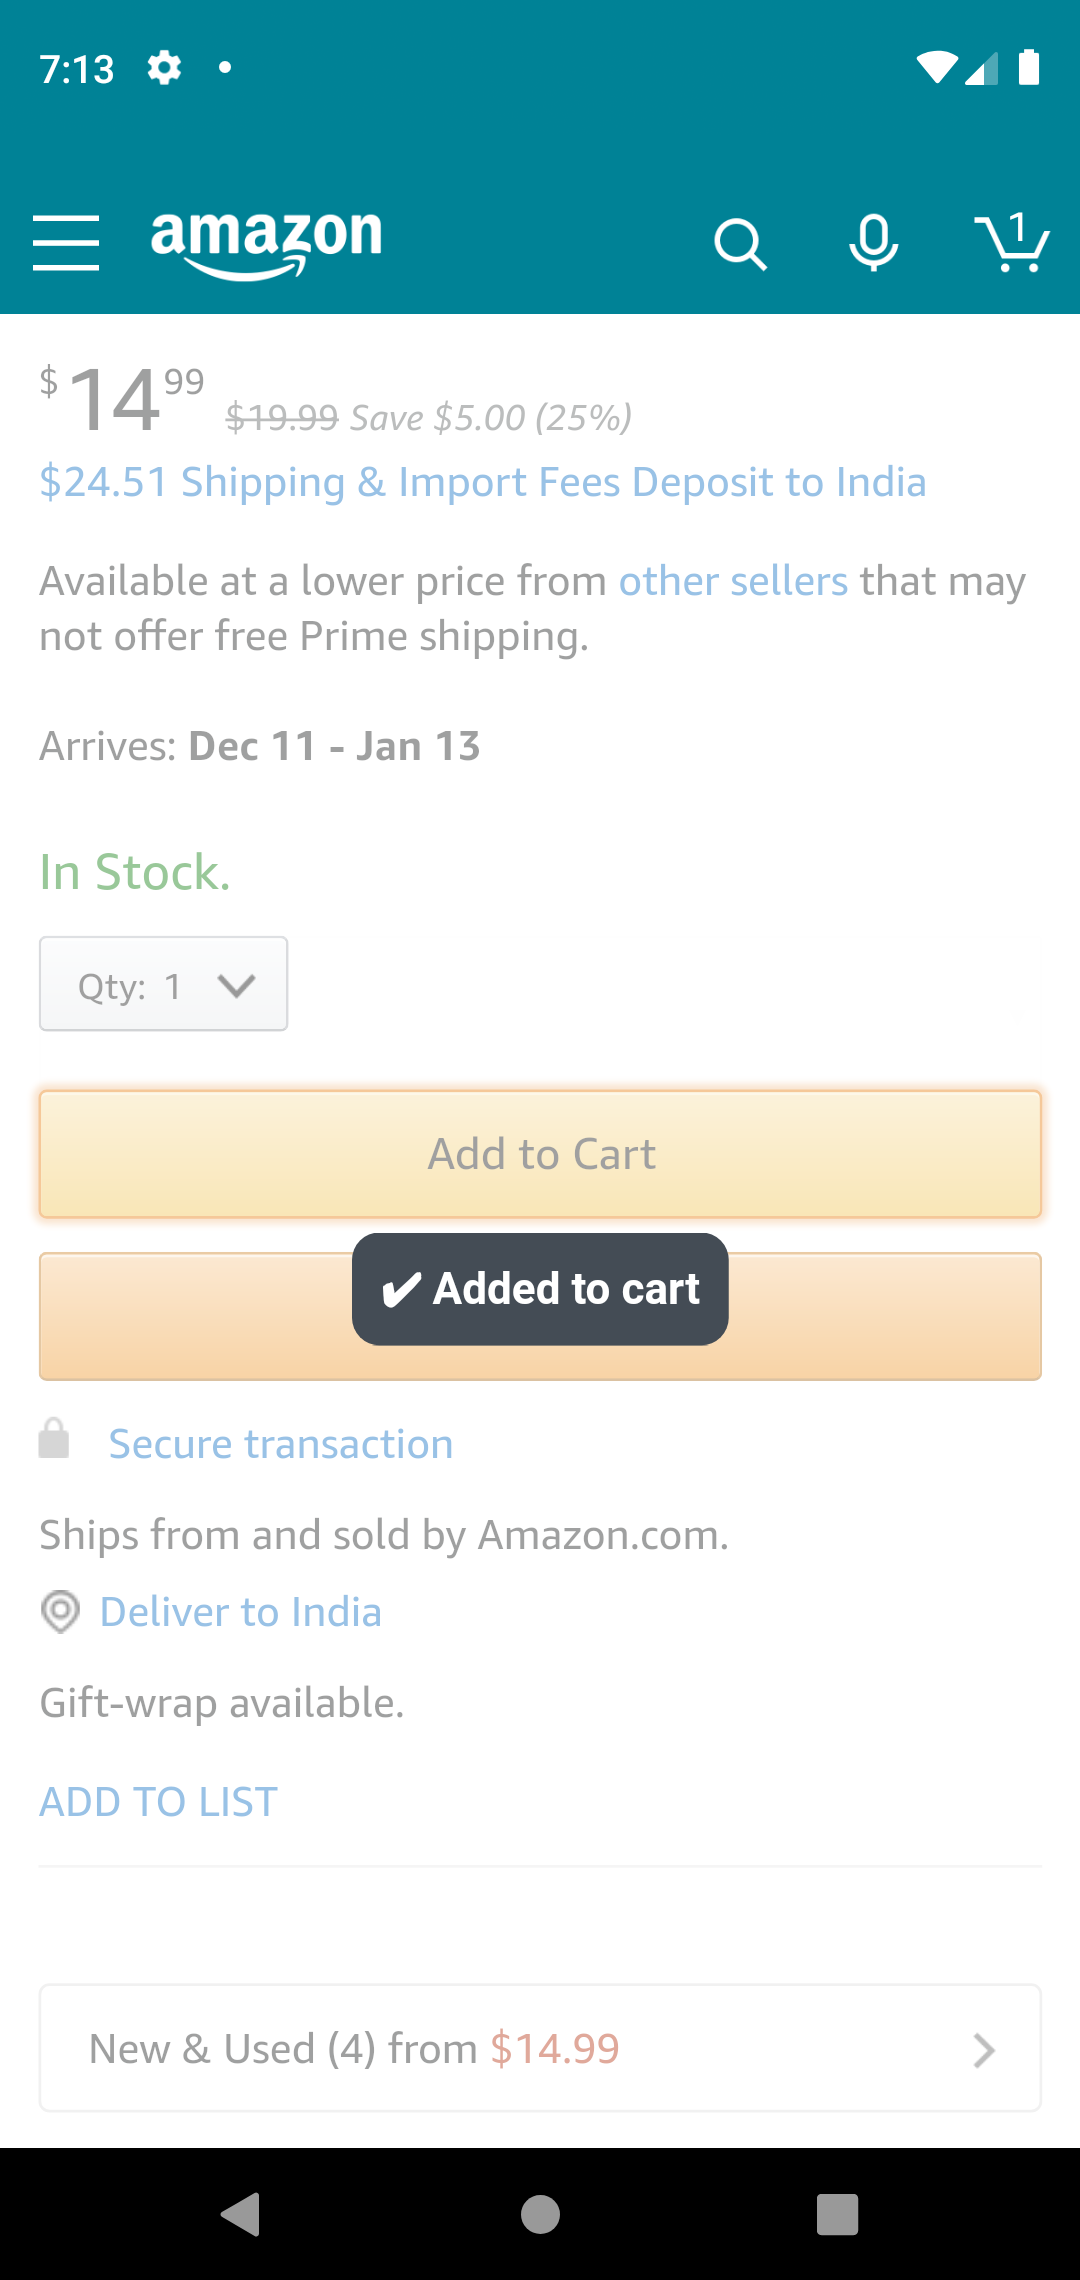 7:13
amazon
1
$14 99 $19.99 Save $5.00 (25%)
$24.51 Shipping & Import Fees Deposit to India
Available at a lower price from other sellers that may
not offer free Prime shipping.
Arrives: Dec 11 - Jan 13
In Stock.
Qty: 1
Add to Cart
✔ Added to cart
Secure transaction
Ships from and sold by Amazon.com.
Deliver to India
Gift-wrap available.
ADD TO LIST
New & Used (4) from $14.99